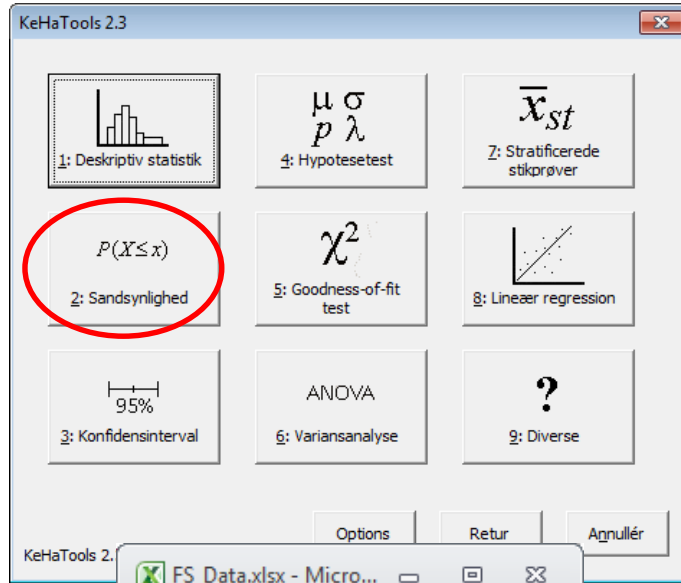 KeHaTools 2.3
1: Deskriptiv statistik
μ σ
p λ
4: Hypotesetest
x̅st
7: Stratificerede
stikprøver
P(X≤x)
2: Sandsynlighed
χ²
5: Goodness-of-fit
test
8: Lineær regression
95%
3: Konfidensinterval
ANOVA
6: Variansanalyse
?
9: Diverse
Options
Retur
Annullér
KeHaTools 2.
FS_Data.xlsx - Micro...